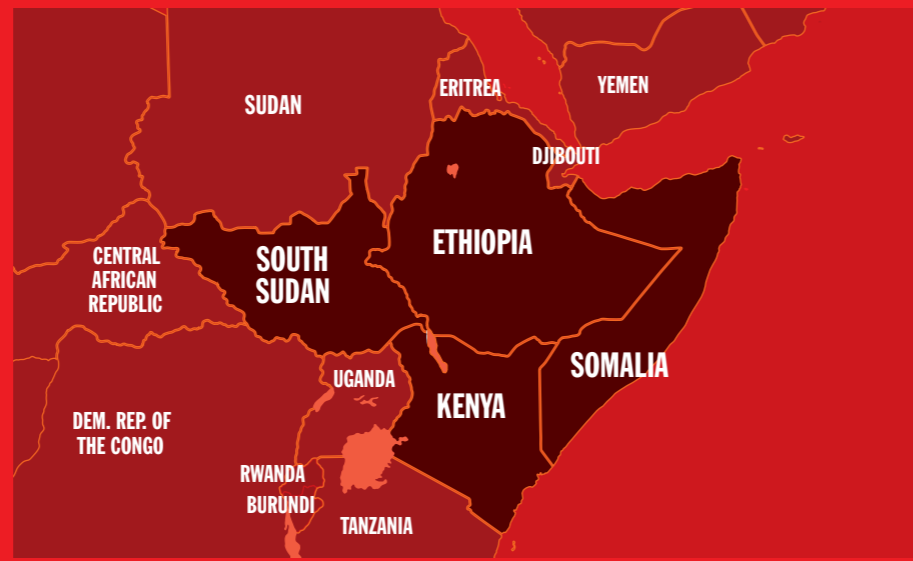 ERITREA
YEMEN
SUDAN
DJIBOUTI
ETHIOPIA
SOUTH
SUDAN
CENTRAL
AFRICAN
REPUBLIC
SOMALIA
UGANDA
KENYA
DEM. REP. OF
THE CONGO
RWANDA
BURUNDI
TANZANIA